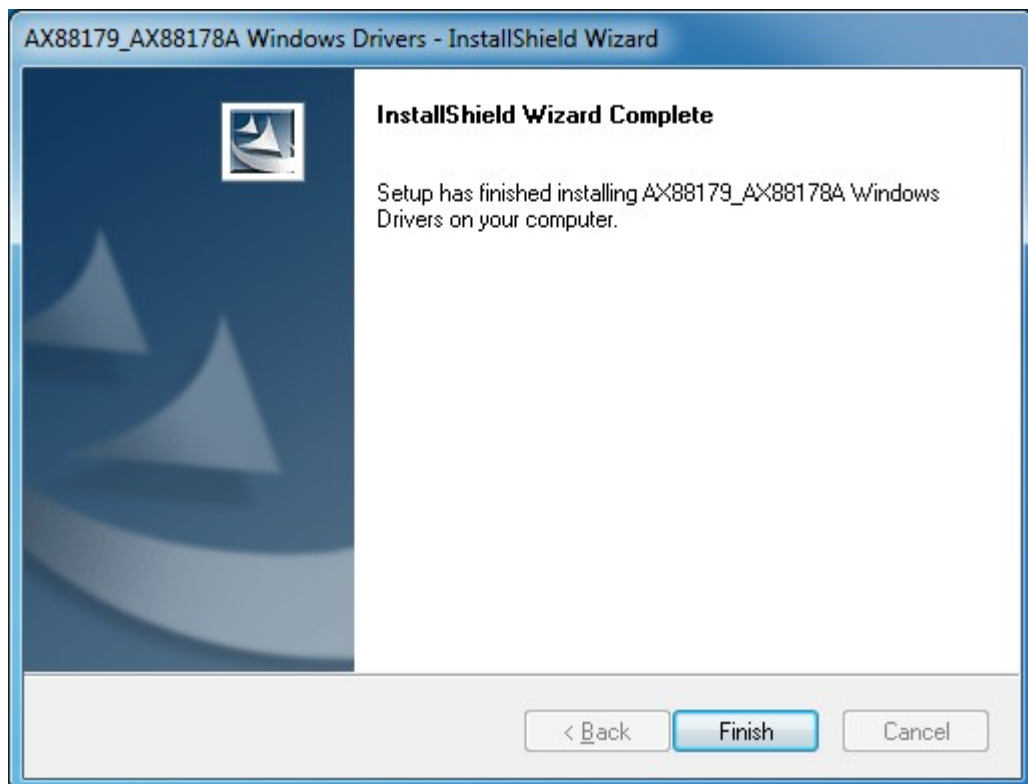 AX88179_AX88178A Windows Drivers - InstallShield Wizard
InstallShield Wizard Complete
Setup has finished installing AX88179_AX88178A Windows
Drivers on your computer.
< Back
Finish
Cancel